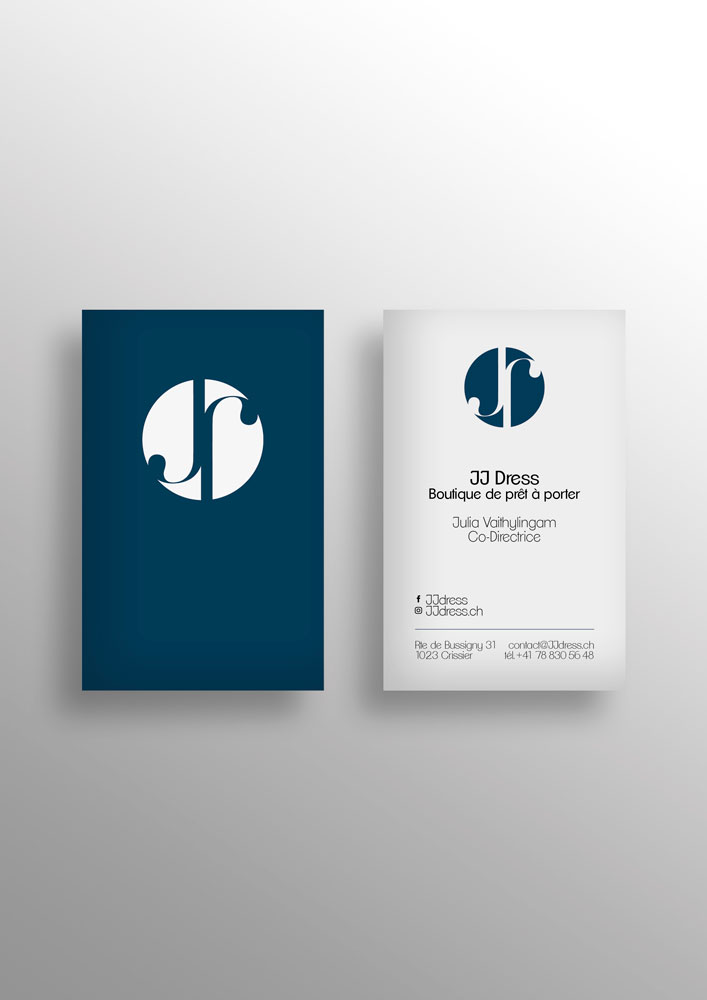 JJ Dress
Boutique de prêt à porter
Julia Vaithylingam
Co-Directrice
JJdress
JJdress.ch
Rte de Bussigny 31 contact@JJdress.ch
1023 Crissier tél.+41 78 830 56 48